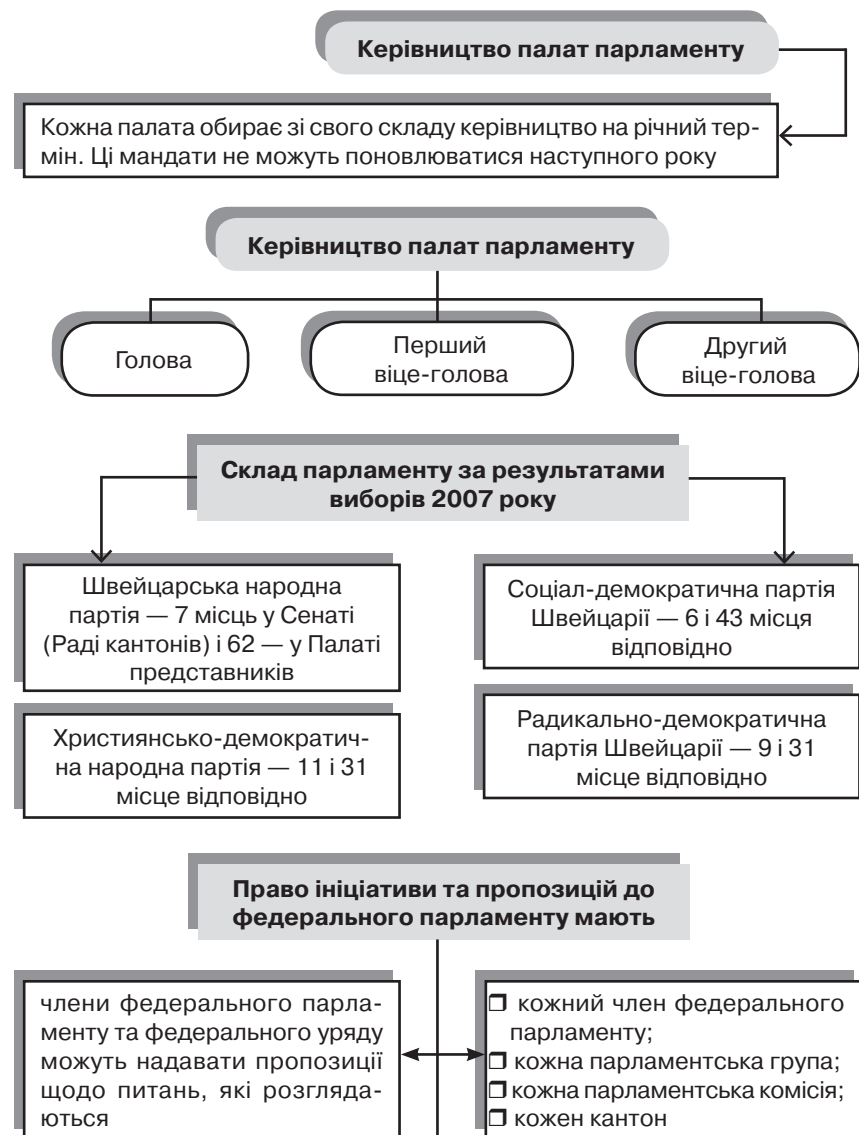 Керівництво палат парламенту
Кожна палата обирає зі свого складу керівництво на річний тер-
мін. Ці мандати не можуть поновлюватися наступного року
Керівництво палат парламенту
Голова
Перший
віце-голова
Другий
віце-голова
Склад парламенту за результатами
виборів 2007 року
Швейцарська народна
партія — 7 місць у Сенаті
(Раді кантонів) і 62 — у Палаті
представників
Соціал-демократична партія
Швейцарії — 6 і 43 місця
відповідно
Християнсько-демократич-
на народна партія — 11 і 31
місце відповідно
Радикально-демократична
партія Швейцарії — 9 і 31
місце відповідно
Право ініціативи та пропозицій до
федерального парламенту мають
члени федерального парла-
менту та федерального уряду
можуть надавати пропозиції
щодо питань, які розгляда-
ються
❒ кожний член федерального
парламенту;
❒ кожна парламентська група;
❒ кожна парламентська комісія;
❒ кожен кантон